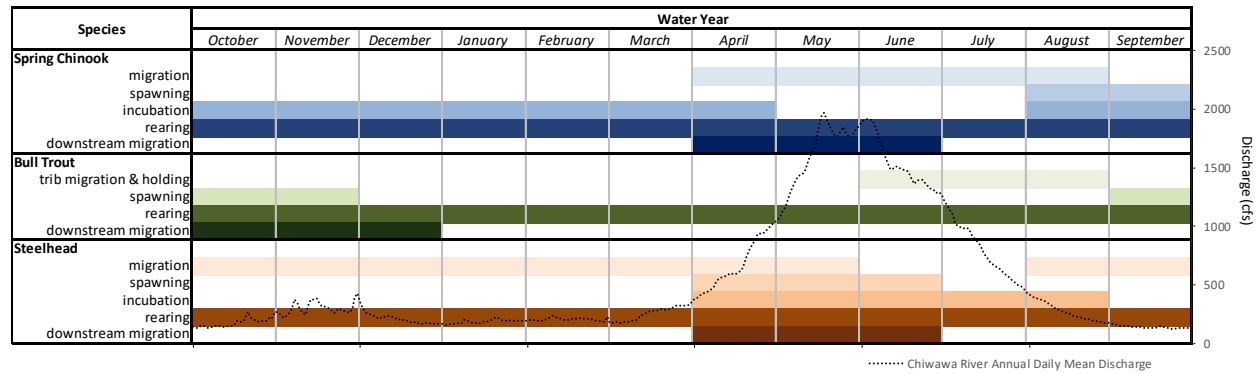 Species
Water Year
October November December January February March April May June July August September
Spring Chinook
migration
spawning
incubation
rearing
downstream migration
Bull Trout
trib migration & holding
spawning
rearing
downstream migration
Steelhead
migration
spawning
incubation
rearing
downstream migration
2500
2000
1500
1000
500
0
Discharge (cfs)
Chiwawa River Annual Daily Mean Discharge